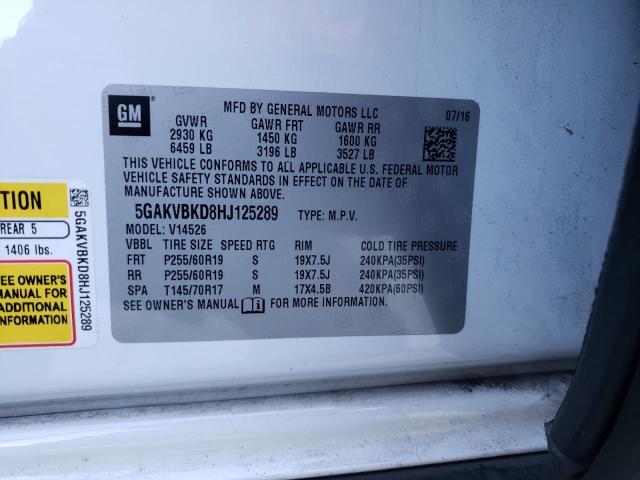 GM
MFD BY GENERAL MOTORS LLC 07/16
GVWR GAWR FRT GAWR RR
2930 KG 1450 KG 1600 KG
6459 LB 3196 LB 3527 LB
THIS VEHICLE CONFORMS TO ALL APPLICABLE U.S. FEDERAL MOTOR
VEHICLE SAFETY STANDARDS IN EFFECT ON THE DATE OF
MANUFACTURE SHOWN ABOVE.
5GAKVBKD8HJ125289 TYPE: M.P.V.
MODEL: V14526
VBBL TIRE SIZE SPEED RTG RIM COLD TIRE PRESSURE
FRT P255/60R19 S 19X7.5J 240KPA(35PSI)
RR P255/60R19 S 19X7.5J 240KPA(35PSI)
SPA T145/70R17 M 17X4.5B 420KPA(60PSI)
SEE OWNER'S MANUAL FOR MORE INFORMATION.
TION
REAR 5
1406 lbs.
EE OWNER'S
MANUAL FOR
ADDITIONAL
5GAKVBKD8HJ125289